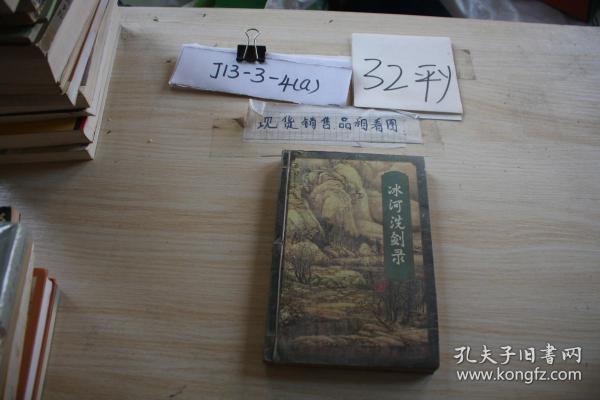 J13-3-4(a)
32平
现货销售品相看图
冰河洗剑录
孔夫子旧书网
www.kongfz.com